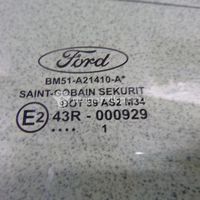 Ford
BM51-A21410-A*
SAINT-GOBAIN SEKURIT
DOT 39 AS2 M34
E2 43R - 000929
.... 1